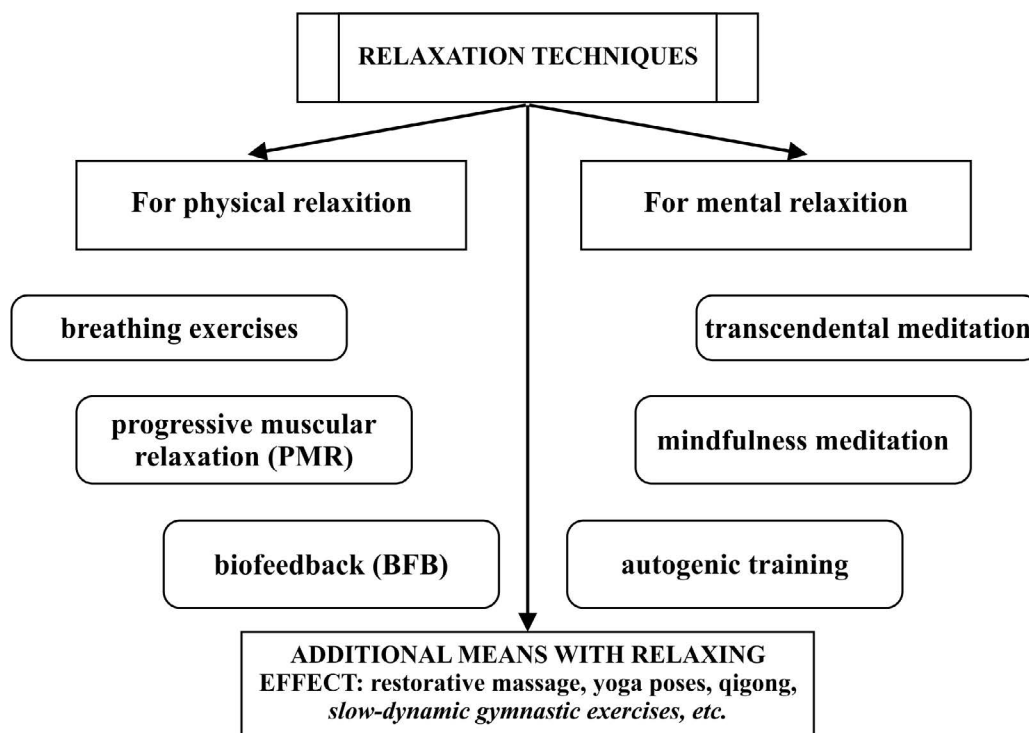 RELAXATION TECHNIQUES
For physical relaxition
For mental relaxition
breathing exercises
transcendental meditation
progressive muscular
relaxation (PMR)
mindfulness meditation
biofeedback (BFB)
autogenic training
ADDITIONAL MEANS WITH RELAXING
EFFECT: restorative massage, yoga poses, qigong,
slow-dynamic gymnastic exercises, etc.